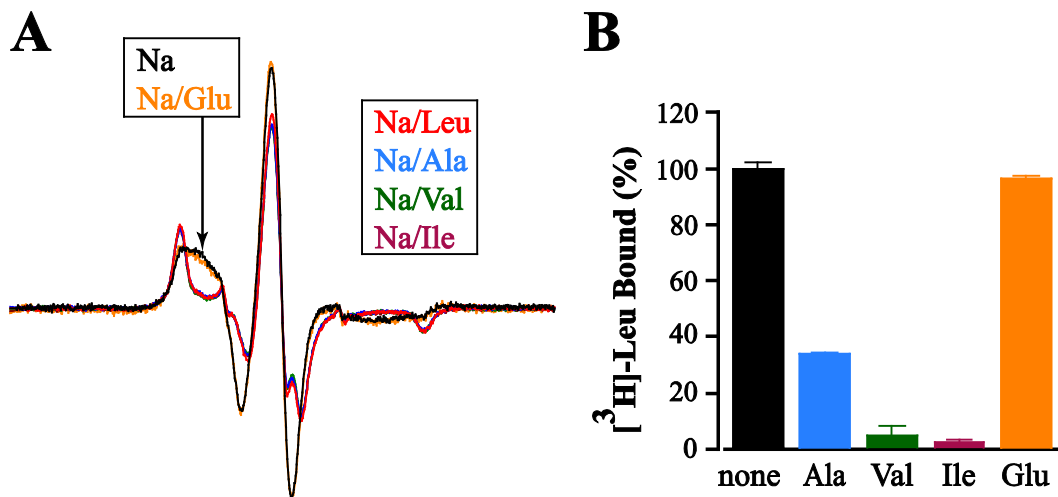 A
Na
Na/Glu
Na/Leu
Na/Ala
Na/Val
Na/Ile
B
[³H]-Leu Bound (%)
120
100
80
60
40
20
0
none Ala Val Ile Glu